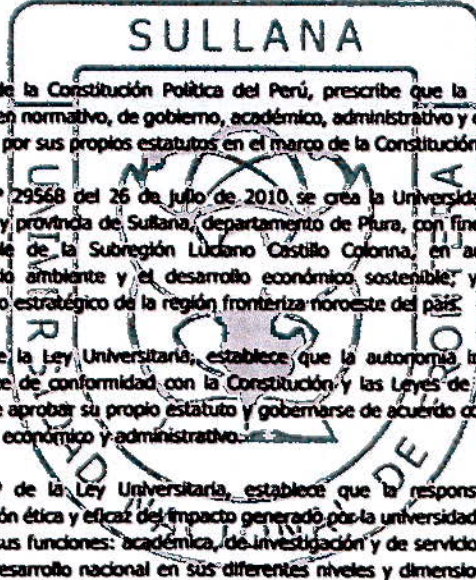 SULLANA
de la Constitución Política del Perú, prescribe que la
en normativo, de gobierno, académico, administrativo y
por sus propios estatutos en el marco de la Constitución
29568 del 26 de julio de 2010 se crea la Universida
y provincia de Sullana, departamento de Piura, con fine
de la Subregión Luciano Castillo Colonna, en
ambiente y el desarrollo económico sostenible, y
estratégico de la región fronteriza noroeste del país
la Ley Universitaria, establece que la autonomía
de conformidad con la Constitución y las Leyes de
aprobar su propio estatuto y gobernarse de acuerdo
económico y administrativo.
de la Ley Universitaria, establece que la respons
ón ética y eficaz del impacto generado por la universidad
sus funciones: académica, de investigación y de servicio
desarrollo nacional en sus diferentes niveles y dimensio